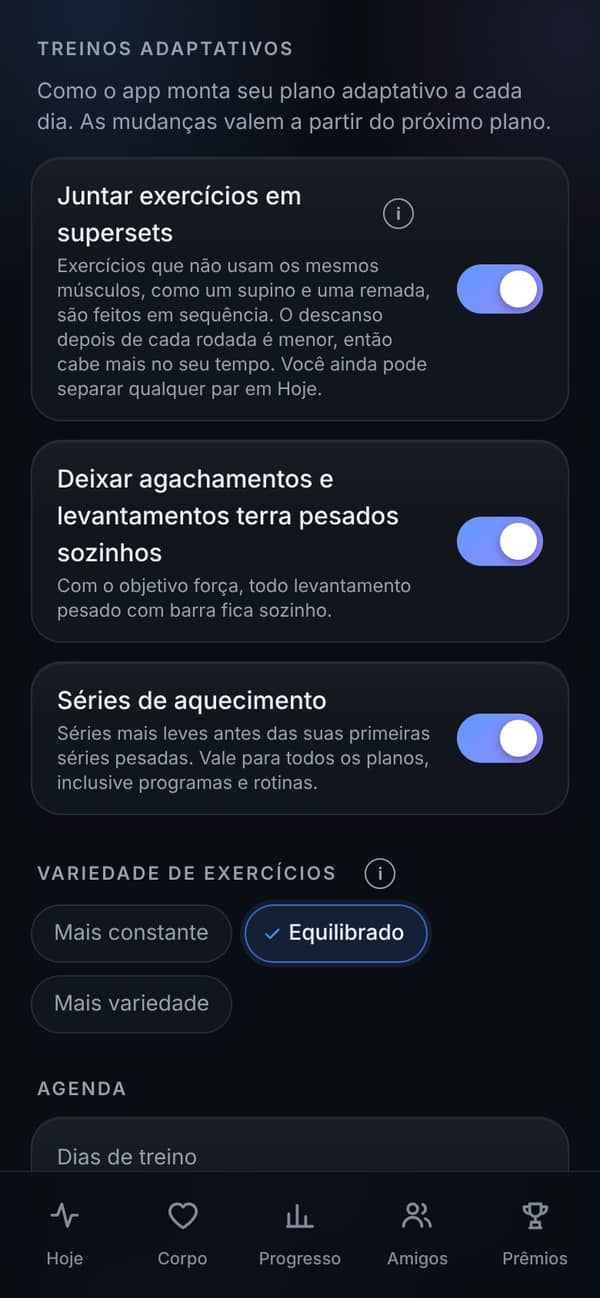 TREINOS ADAPTATIVOS
Como o app monta seu plano adaptativo a cada
dia. As mudanças valem a partir do próximo plano.
Juntar exercícios em
supersets
Exercícios que não usam os mesmos
músculos, como um supino e uma remada,
são feitos em sequência. O descanso
depois de cada rodada é menor, então
cabe mais no seu tempo. Você ainda pode
separar qualquer par em Hoje.
Deixar agachamentos e
levantamentos terra pesados
sozinhos
Com o objetivo força, todo levantamento
pesado com barra fica sozinho.
Séries de aquecimento
Séries mais leves antes das suas primeiras
séries pesadas. Vale para todos os planos,
inclusive programas e rotinas.
VARIEDADE DE EXERCÍCIOS
Mais constante
Equilibrado
Mais variedade
AGENDA
Dias de treino
Hoje
Corpo
Progresso
Amigos
Prêmios